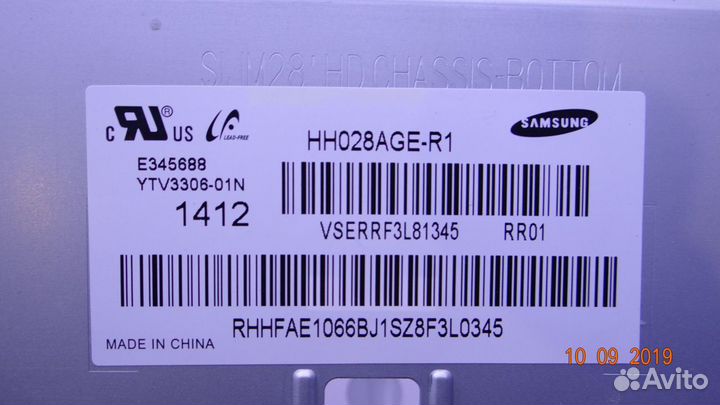 SLIM28"HD CHASSIS-BOTTOM
c RU ® US
LEAD-FREE
HH028AGE-R1
SAMSUNG
E345688
YTV3306-01N
1412
VSERRF3L81345 RR01
RHHFAE1066BJ1SZ8F3L0345
MADE IN CHINA
10 09 2019
Avito